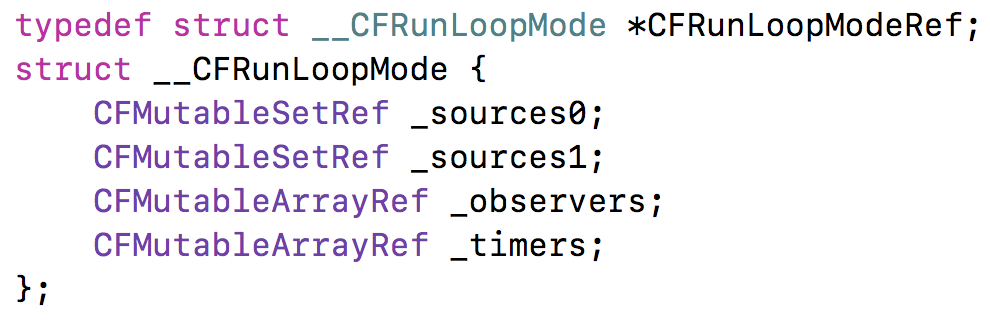 typedef struct __CFRunLoopMode *CFRunLoopModeRef;
struct __CFRunLoopMode {
    CFMutableSetRef _sources0;
    CFMutableSetRef _sources1;
    CFMutableArrayRef _observers;
    CFMutableArrayRef _timers;
};